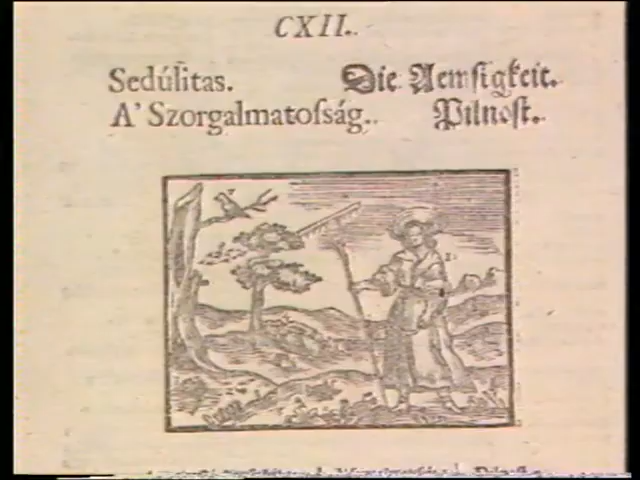 CXII.
Sedúlitas. Die Aemſigkeit.
A' Szorgalmatoſság. Pilnoſt.